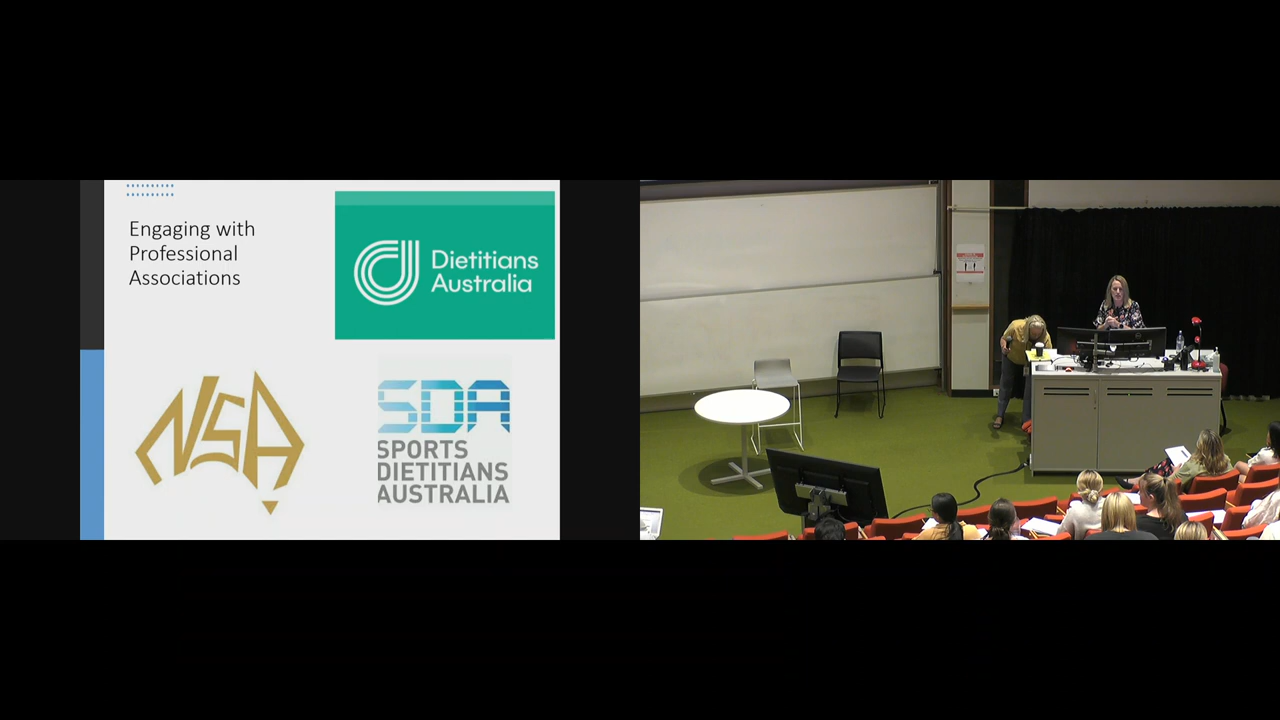 Engaging with
Professional
Associations
Dietitians
Australia
NSA
SDA
SPORTS
DIETITIANS
AUSTRALIA